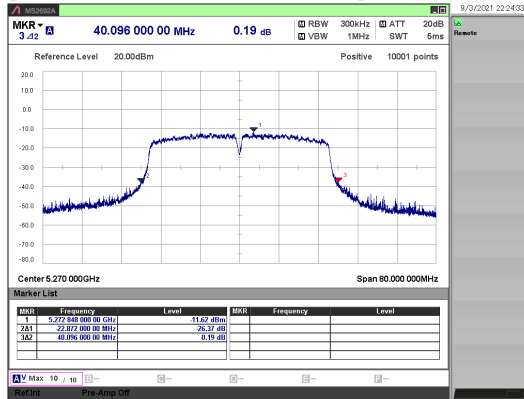 MS2692A
9/3/2021 22:24:33
MKR
3 Δ2
40.096 000 00 MHz
0.19 dB
RBW 300kHz
ATT 20dB
VBW 1MHz
SWT 5ms
Remote
Reference Level 20.00dBm
Positive 10001 points
20.0
10.0
0.0
-10.0
1
-20.0
-30.0
2
3
-40.0
-50.0
-60.0
-70.0
-80.0
Center 5.270 000GHz
Span 80.000 000MHz
Marker List
MKR Frequency Level MKR Frequency Level
1 5.272 848 000 00 GHz -11.62 dBm
2Δ1 -22.072 000 00 MHz -26.37 dB
3Δ2 40.096 000 00 MHz 0.19 dB
A V Max 10 / 10 B-- C-- D-- E-- F--
Ref.Int Pre-Amp Off